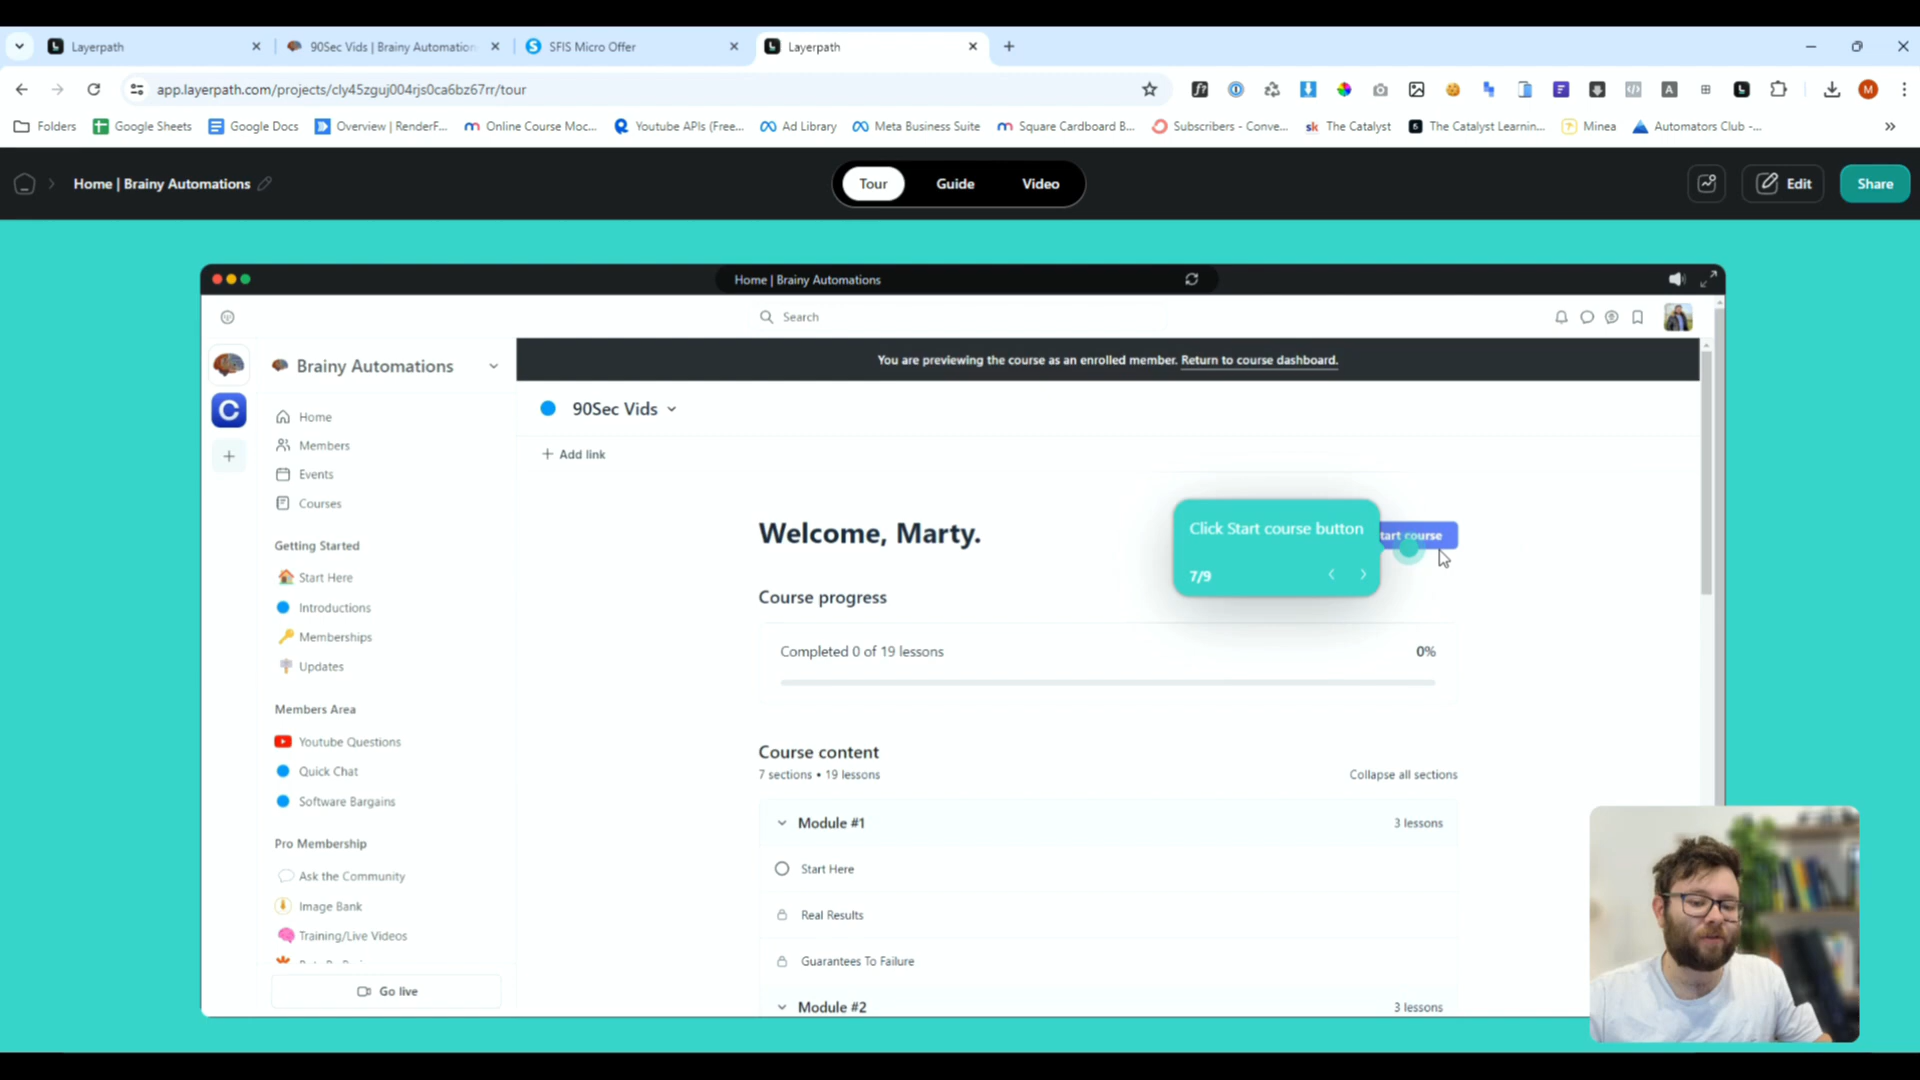 Layerpath
90Sec Vids | Brainy Automation
SFIS Micro Offer
Layerpath
app.layerpath.com/projects/cly45zguj004rjs0ca6bz67rr/tour
M
Folders
Google Sheets
Google Docs
Overview | RenderF...
Online Course Moc...
Youtube APIs (Free...
Ad Library
Meta Business Suite
Square Cardboard B...
Subscribers - Conve...
sk The Catalyst
The Catalyst Learnin...
Minea
Automators Club -...
Home | Brainy Automations
Tour
Guide
Video
Edit
Share
Home | Brainy Automations
Search
Brainy Automations
You are previewing the course as an enrolled member. Return to course dashboard.
C
90Sec Vids
Home
Members
Events
Courses
+ Add link
Getting Started
Start Here
Introductions
Memberships
Updates
Welcome, Marty.
Click Start course button
7/9
tart course
Course progress
Completed 0 of 19 lessons
0%
Members Area
Youtube Questions
Quick Chat
Software Bargains
Course content
7 sections • 19 lessons
Collapse all sections
Module #1
3 lessons
Start Here
Real Results
Guarantees To Failure
Module #2
3 lessons
Pro Membership
Ask the Community
Image Bank
Training/Live Videos
Go live